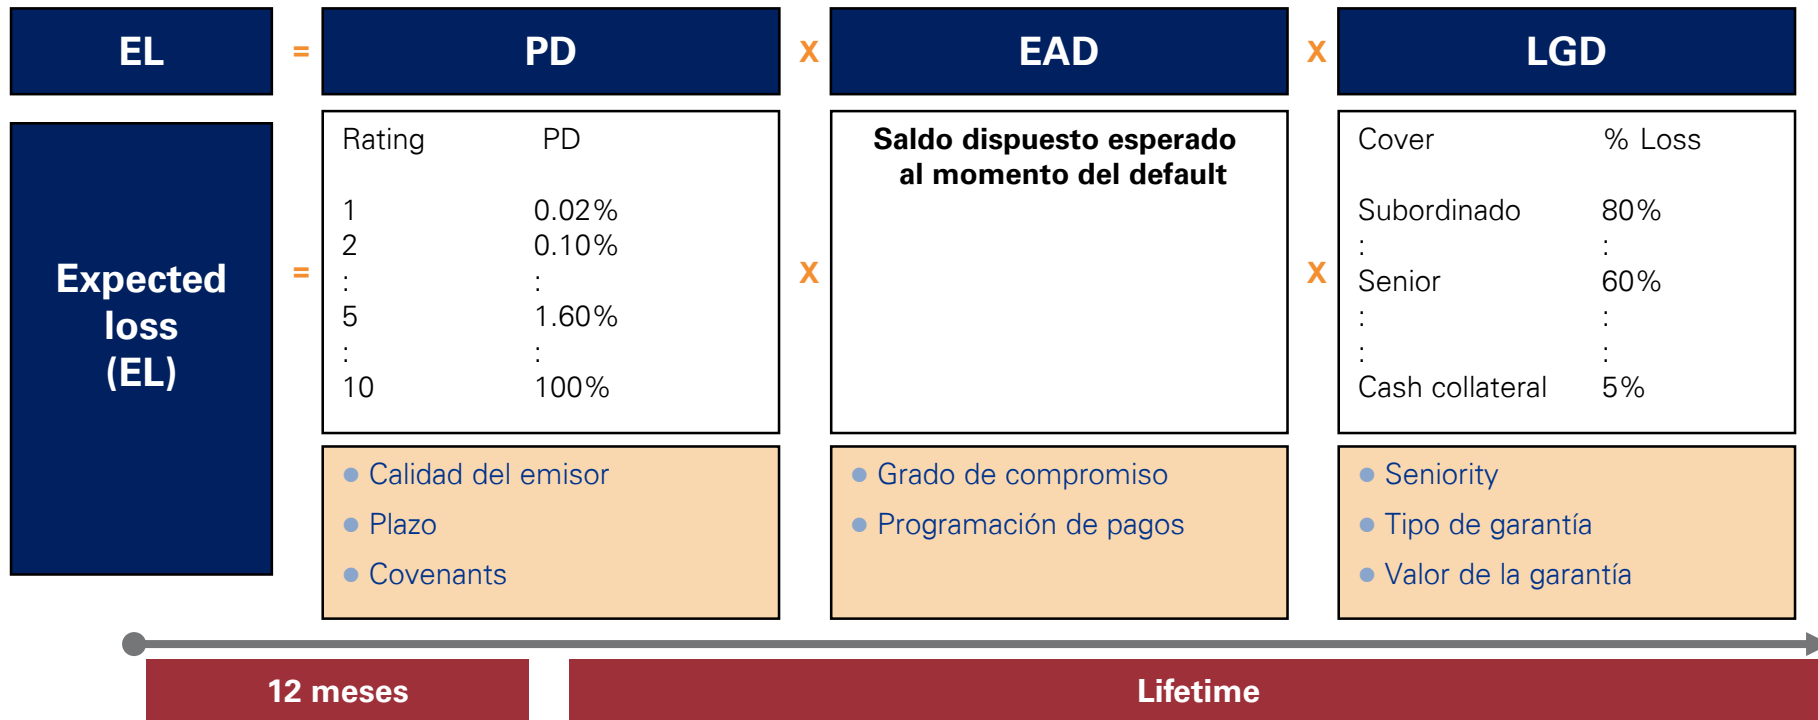 EL = PD X EAD X LGD
Expected
loss
(EL)
=
Rating PD
1 0.02%
2 0.10%
: :
5 1.60%
: :
10 100%
X
Saldo dispuesto esperado
al momento del default
X
Cover % Loss
Subordinado 80%
: :
Senior 60%
: :
: :
Cash collateral 5%
● Calidad del emisor
● Plazo
● Covenants
● Grado de compromiso
● Programación de pagos
● Seniority
● Tipo de garantía
● Valor de la garantía
12 meses
Lifetime